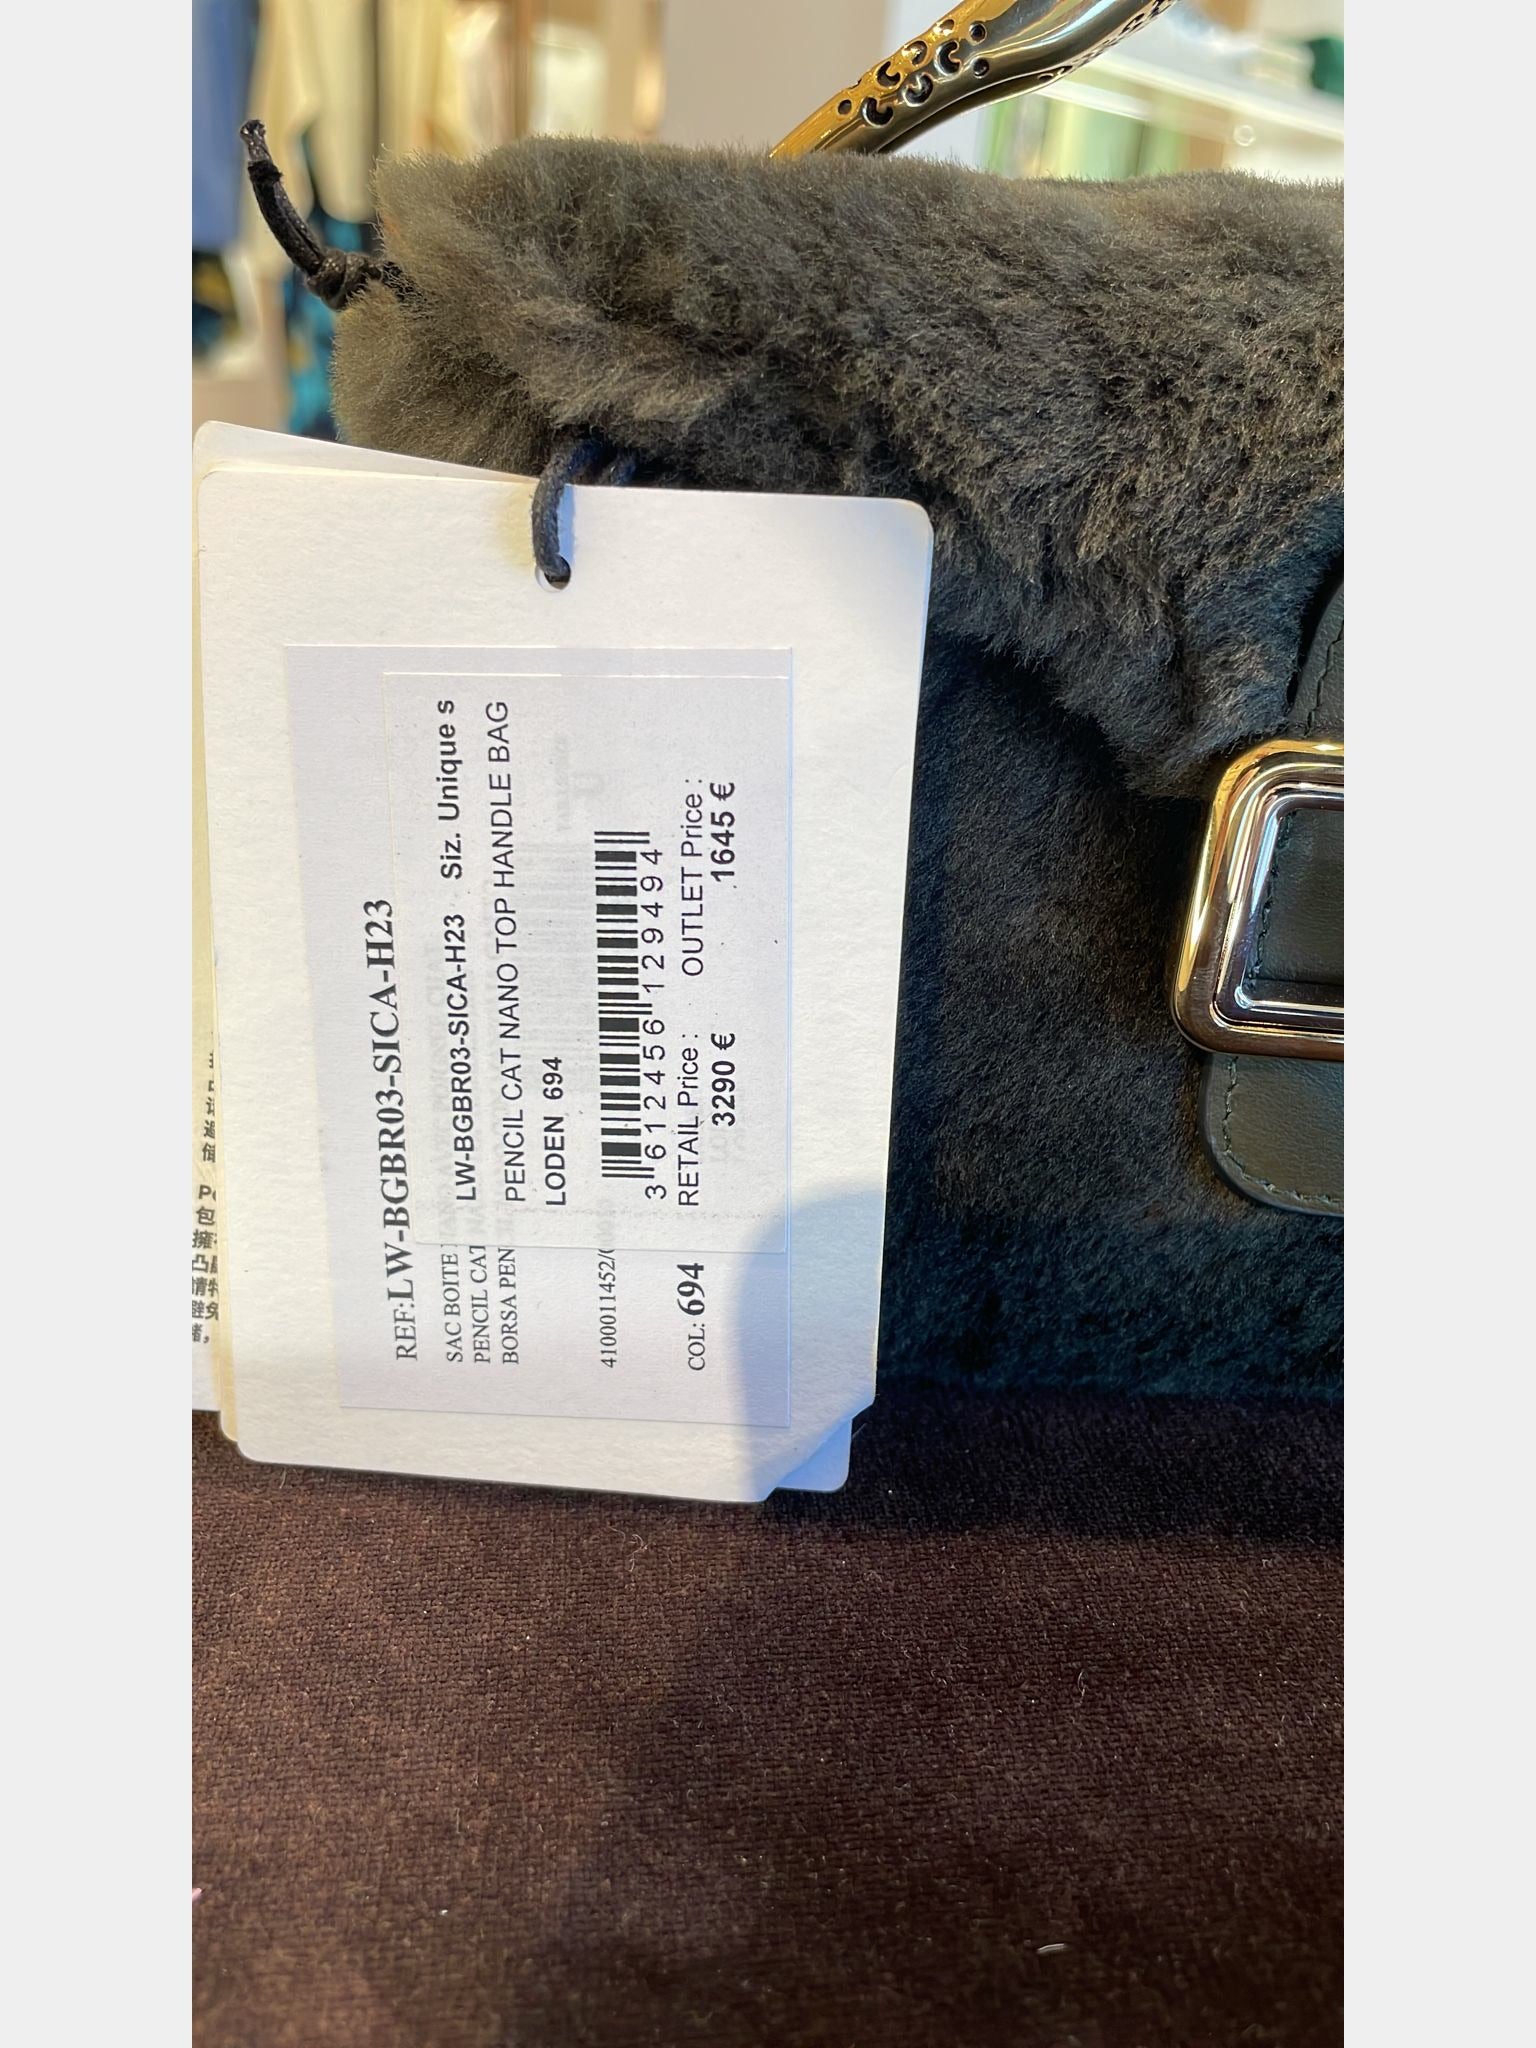 REF:LW-BGBR03-SICA-H23
LW-BGBR03-SICA-H23 Siz. Unique s
PENCIL CAT NANO TOP HANDLE BAG
LODEN 694
3 612456 129494
RETAIL Price : OUTLET Price :
3290 € 1645 €
SAC BOITE
PENCIL CAT
BORSA PEN
4100011452/
COL: 694